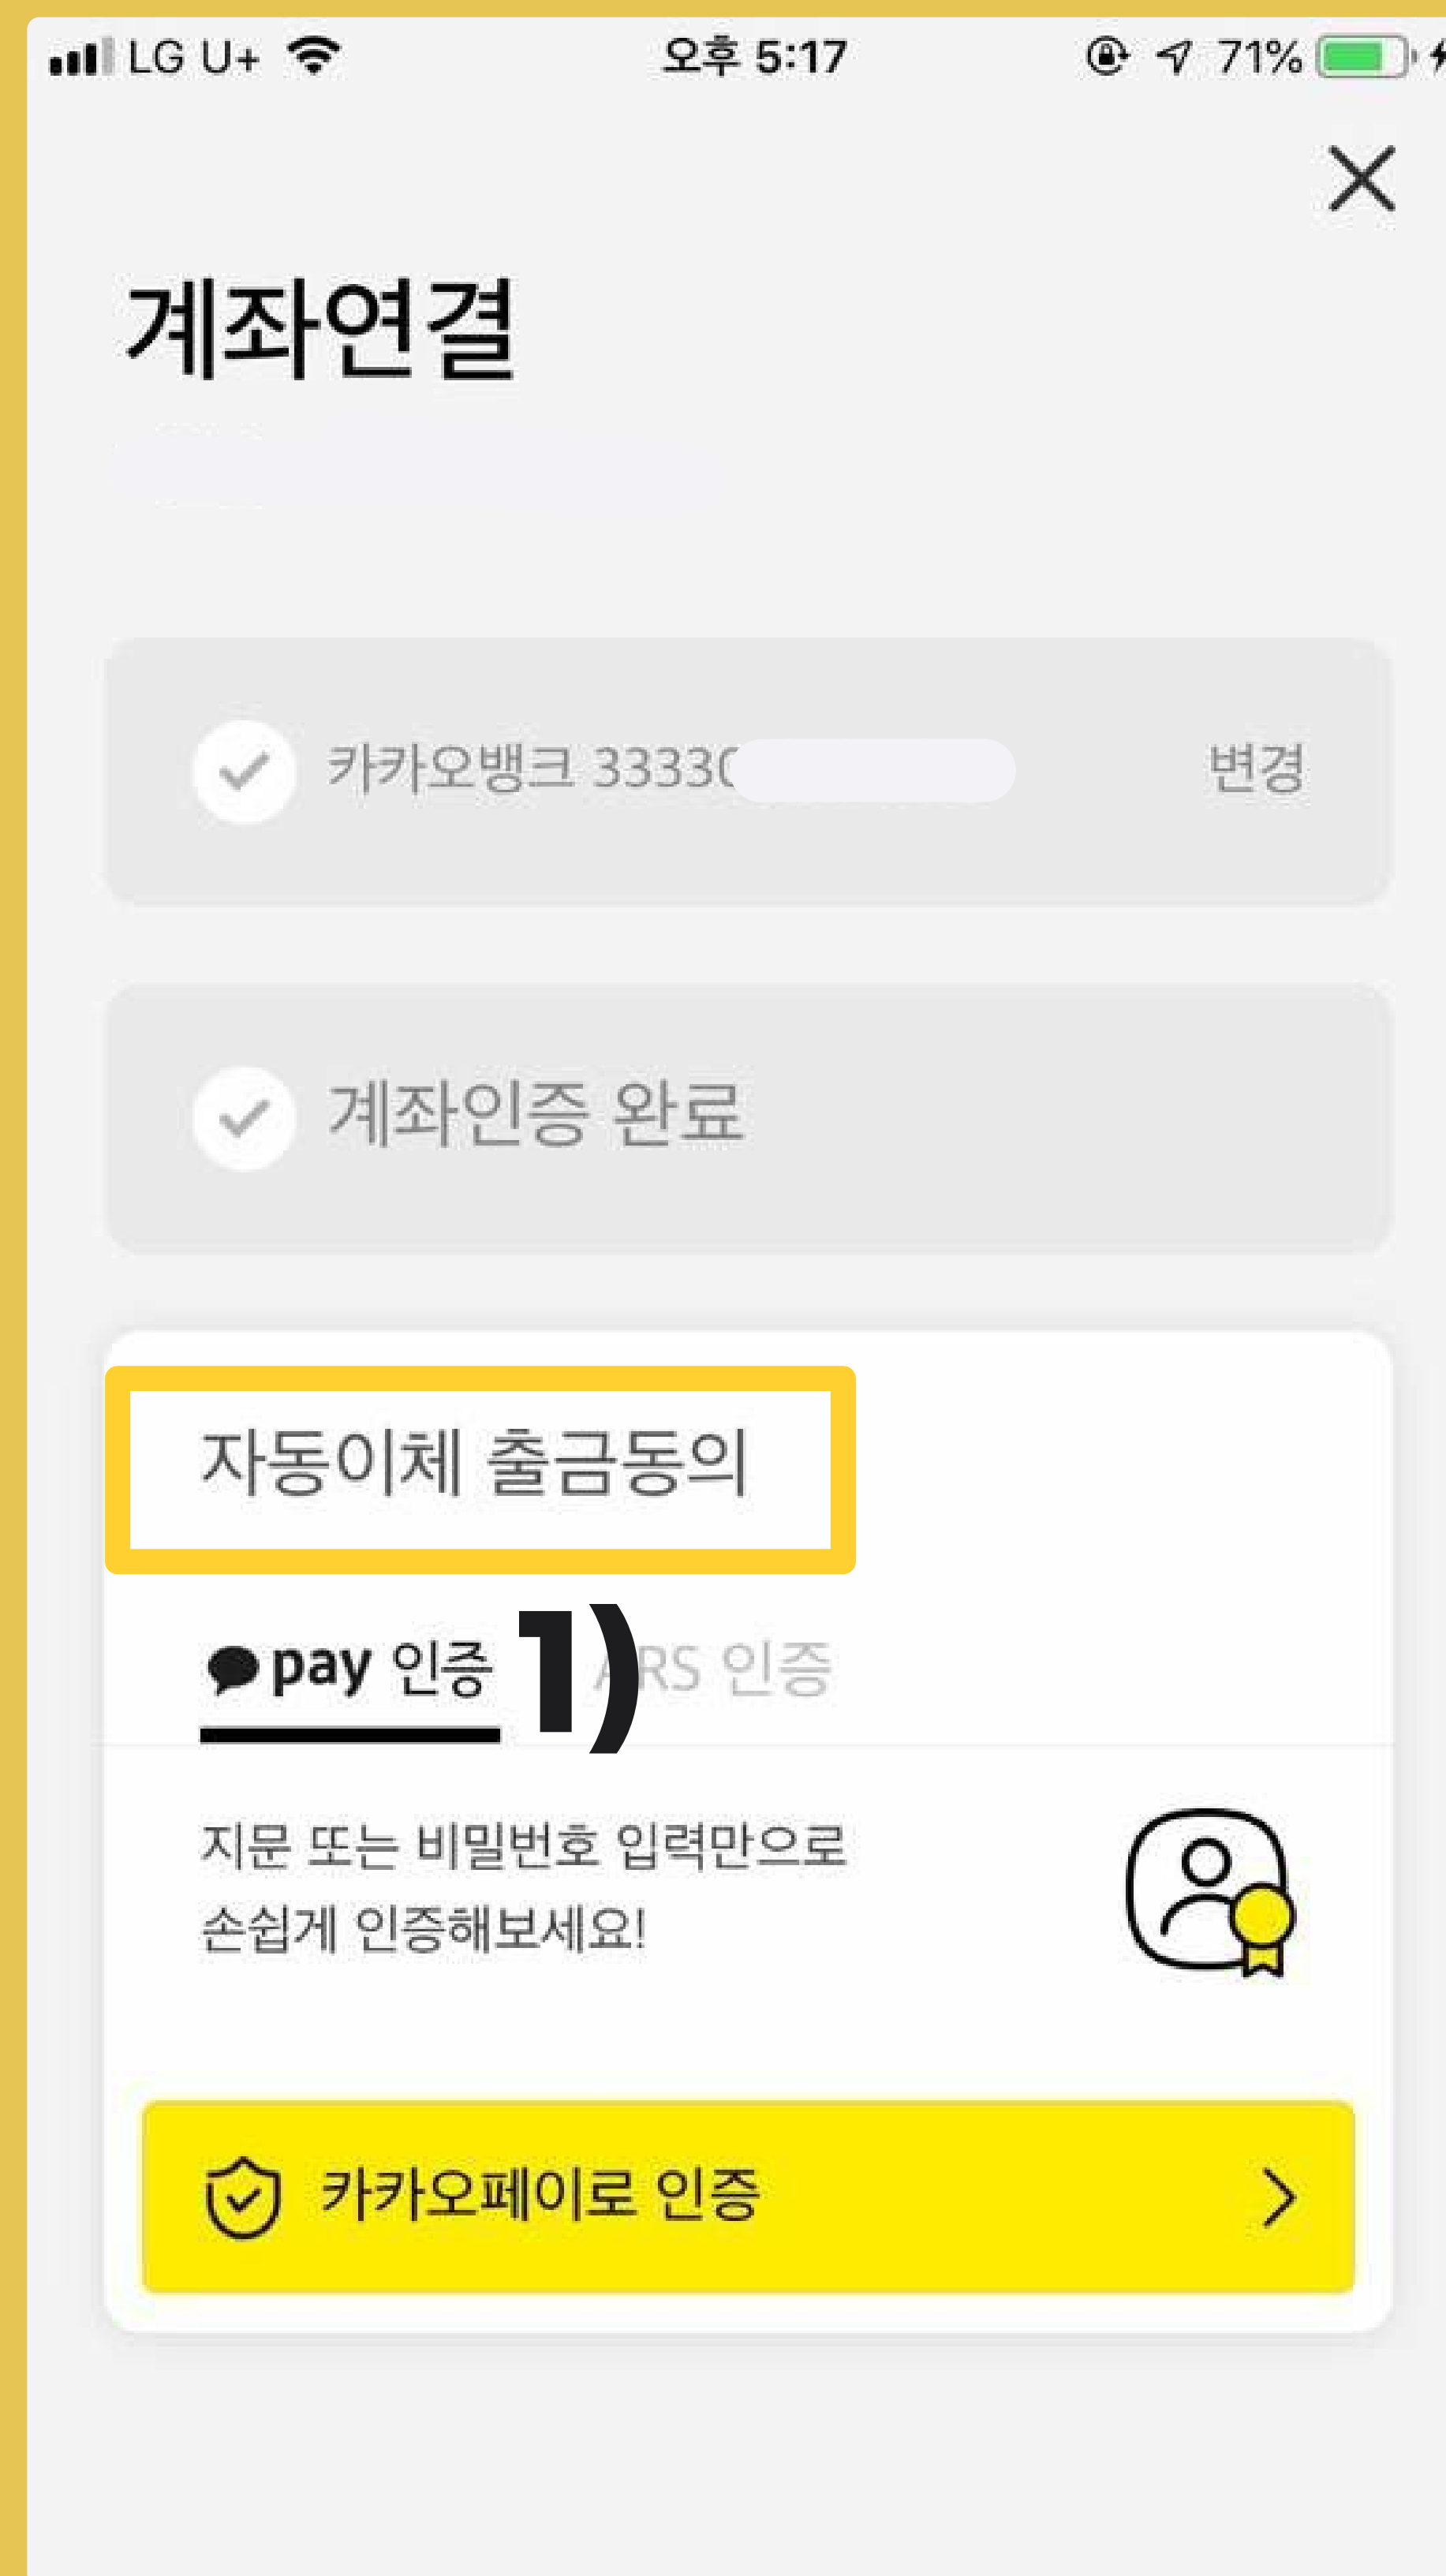 LG U+ 오후 5:17 71%
계좌연결
카카오뱅크 33330 변경
계좌인증 완료
자동이체 출금동의
pay 인증 1) ARS 인증
지문 또는 비밀번호 입력만으로
손쉽게 인증해보세요!
카카오페이로 인증